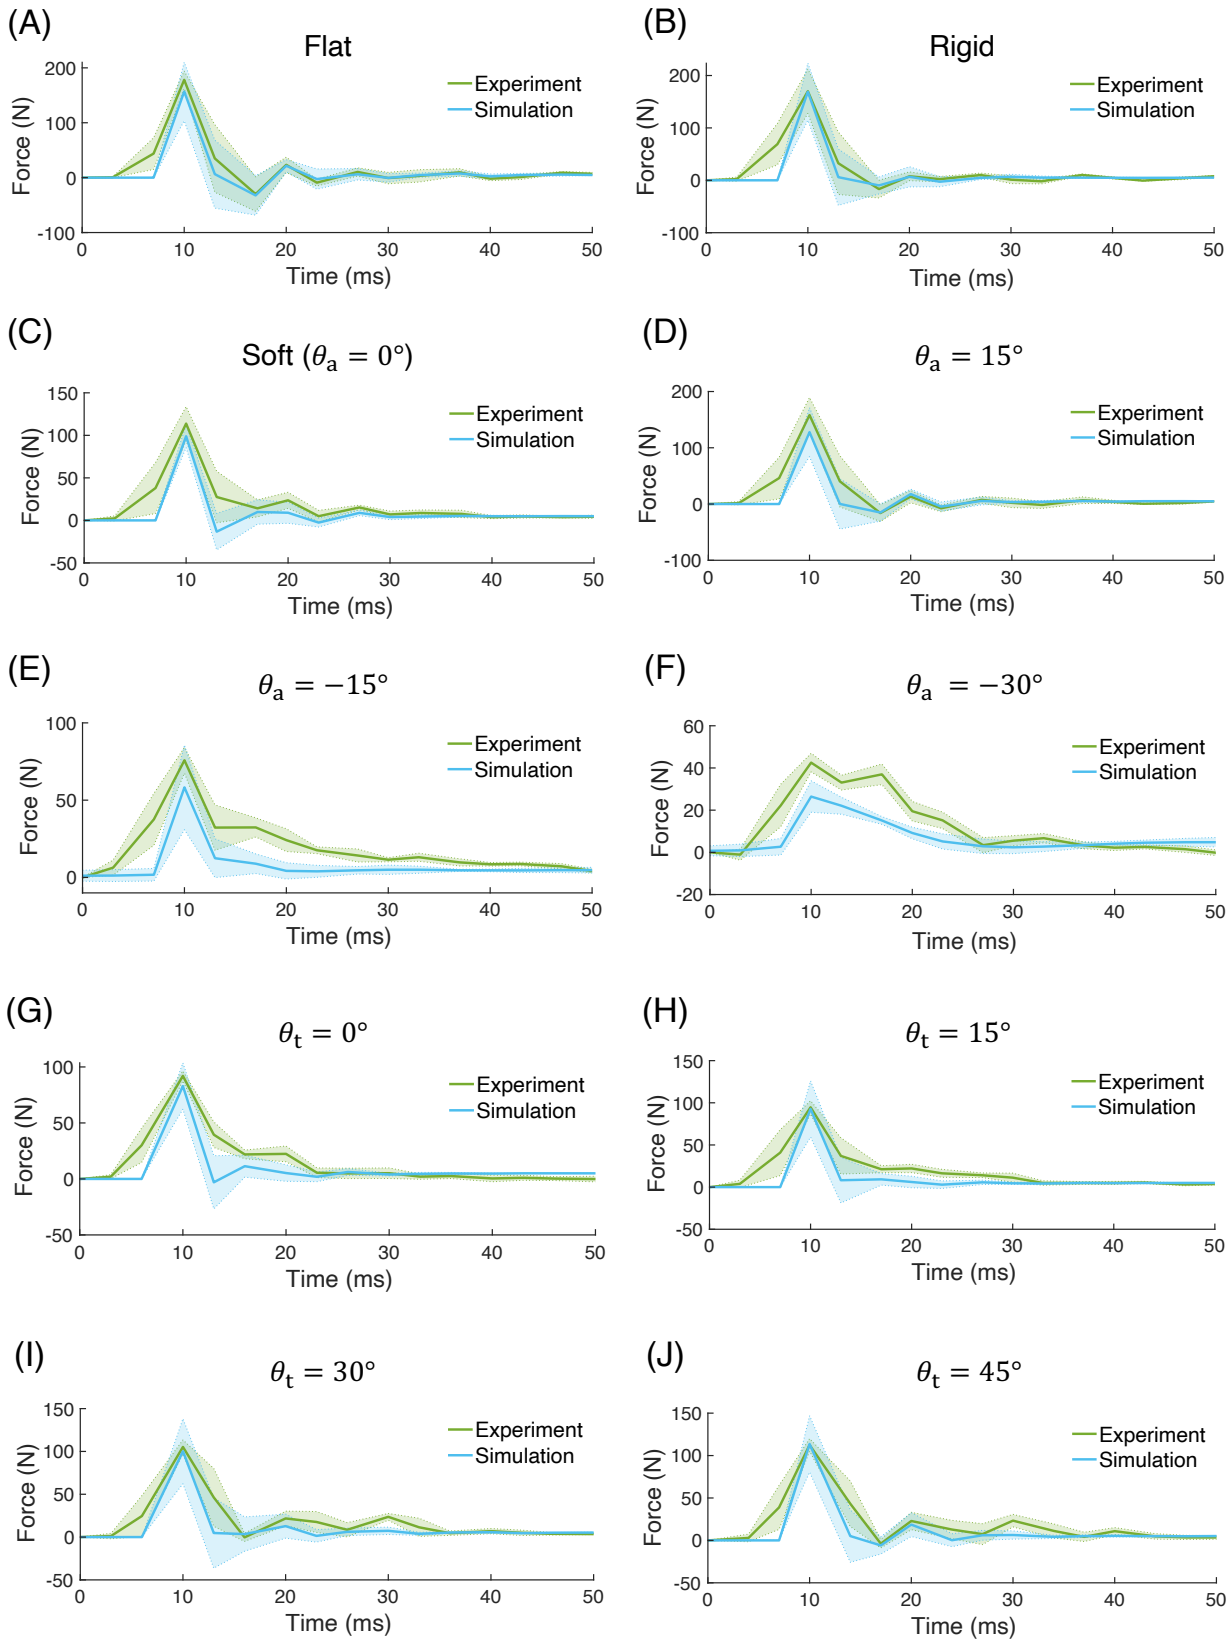 (A)
Flat
200
100
0
-100
Force (N)
Experiment
Simulation
0 10 20 30 40 50
Time (ms)
(B)
Rigid
200
100
0
-100
Force (N)
Experiment
Simulation
0 10 20 30 40 50
Time (ms)
(C)
Soft (θa = 0°)
150
100
50
0
-50
Force (N)
Experiment
Simulation
0 10 20 30 40 50
Time (ms)
(D)
θa = 15°
200
100
0
-100
Force (N)
Experiment
Simulation
0 10 20 30 40 50
Time (ms)
(E)
θa = −15°
100
50
0
Force (N)
Experiment
Simulation
0 10 20 30 40 50
Time (ms)
(F)
θa = −30°
60
40
20
0
-20
Force (N)
Experiment
Simulation
0 10 20 30 40 50
Time (ms)
(G)
θt = 0°
100
50
0
-50
Force (N)
Experiment
Simulation
0 10 20 30 40 50
Time (ms)
(H)
θt = 15°
150
100
50
0
-50
Force (N)
Experiment
Simulation
0 10 20 30 40 50
Time (ms)
(I)
θt = 30°
150
100
50
0
-50
Force (N)
Experiment
Simulation
0 10 20 30 40 50
Time (ms)
(J)
θt = 45°
150
100
50
0
-50
Force (N)
Experiment
Simulation
0 10 20 30 40 50
Time (ms)